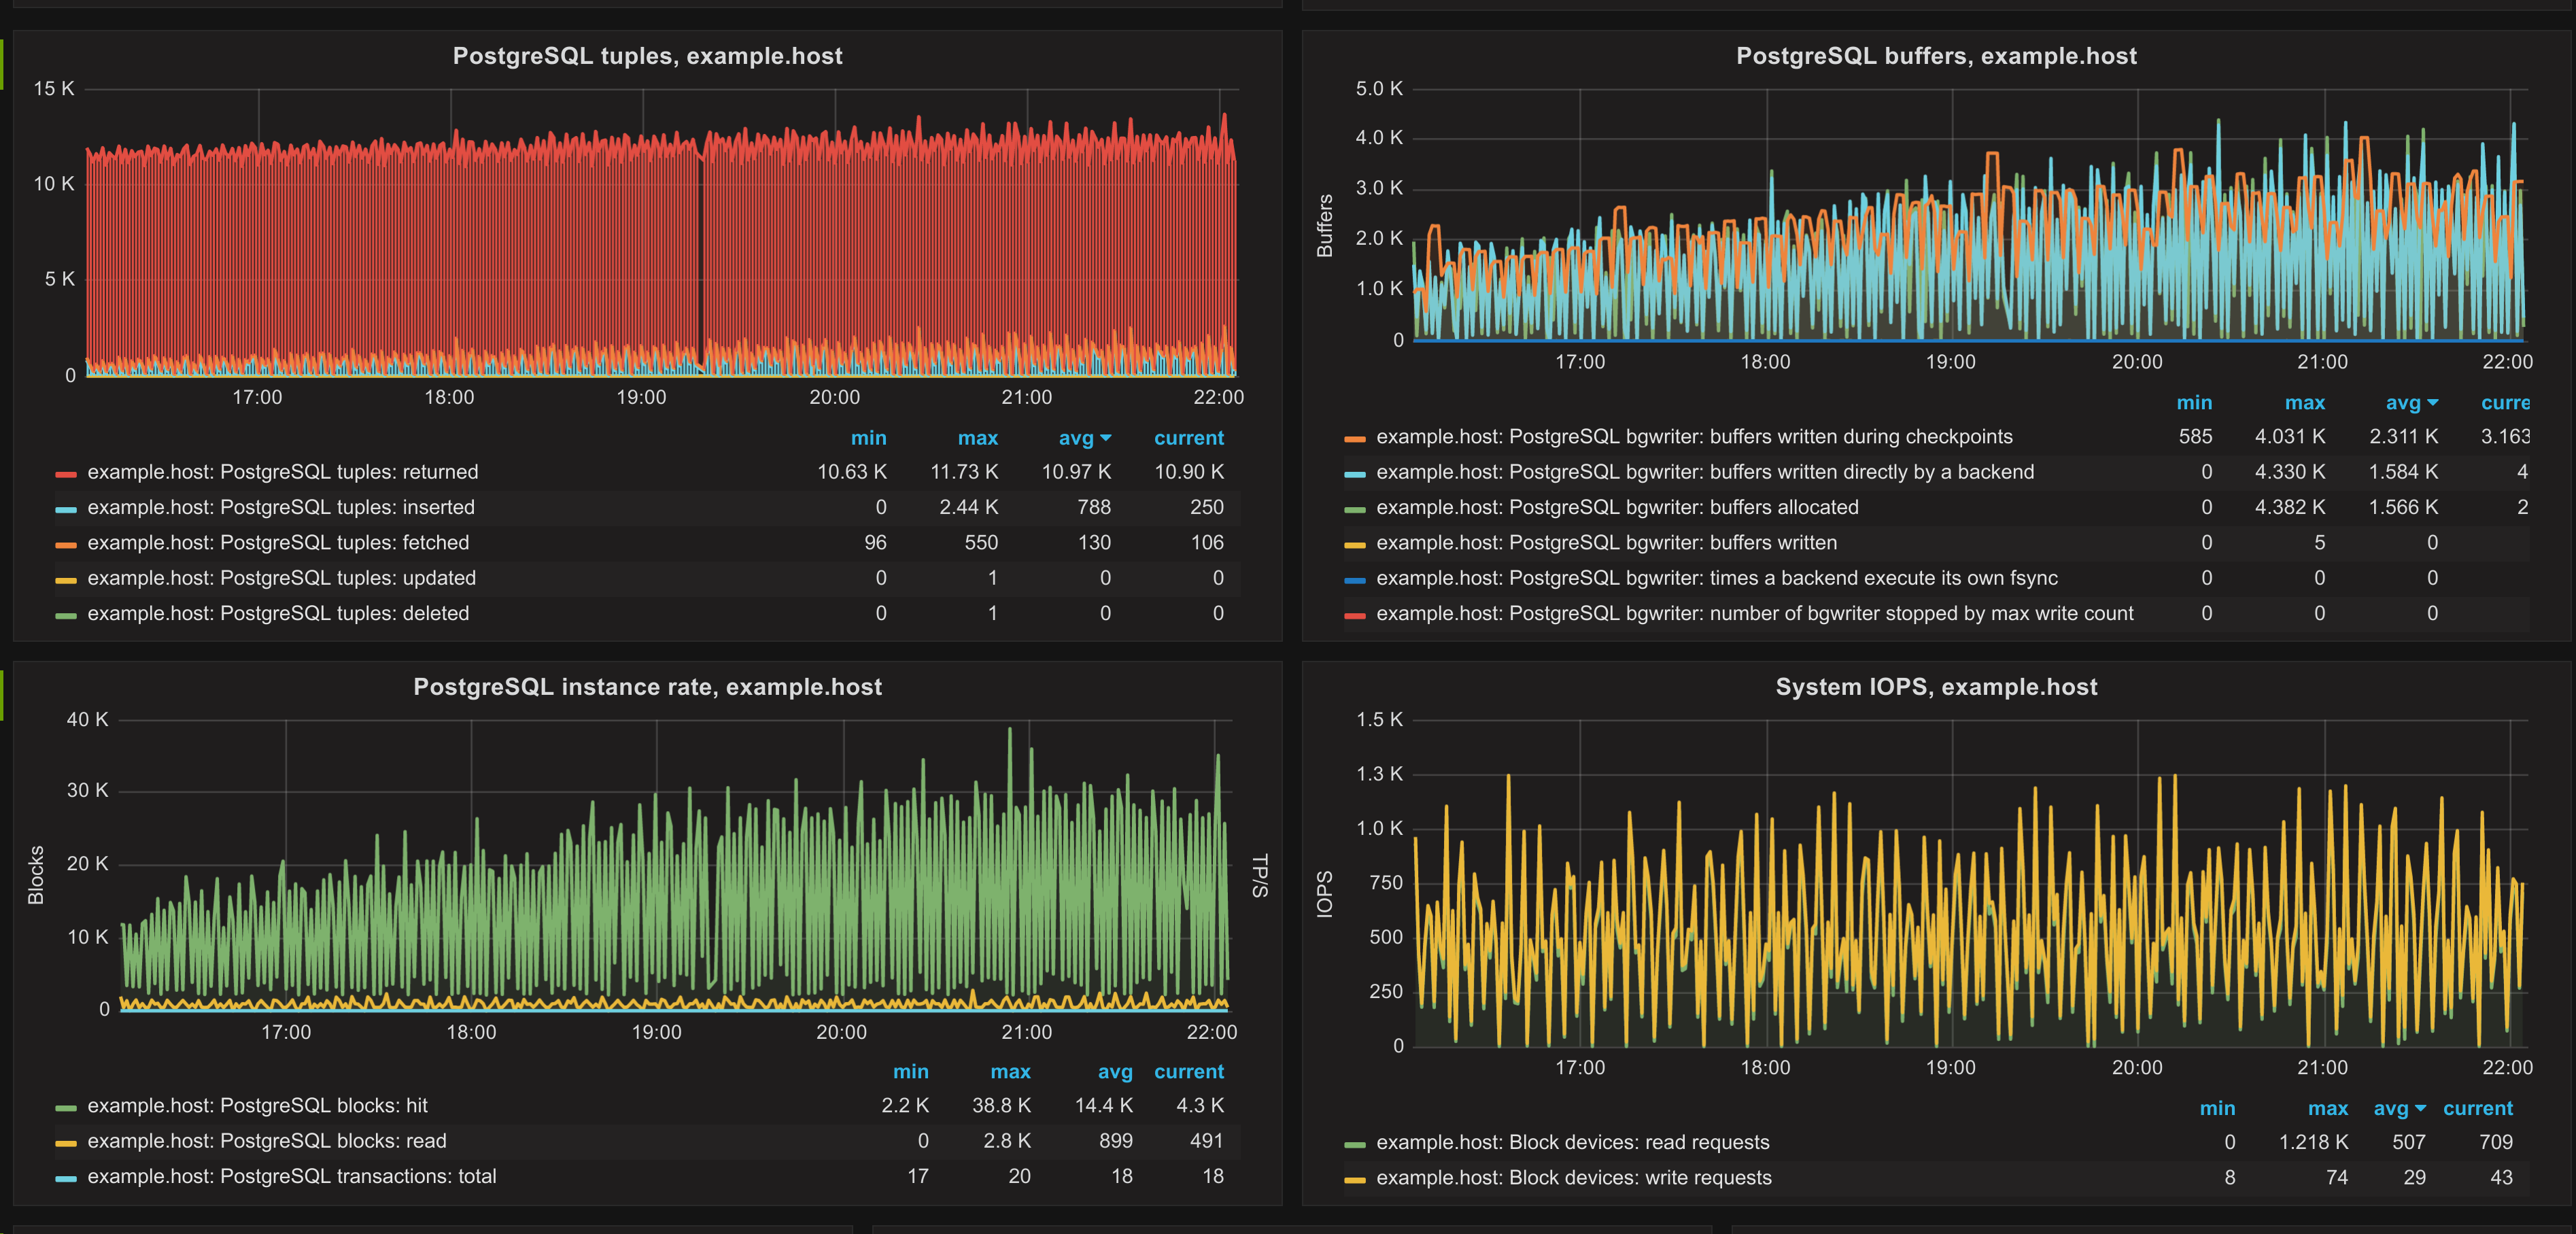 PostgreSQL tuples, example.host
15 K
10 K
5 K
0
17:00 18:00 19:00 20:00 21:00 22:00
min max avg current
example.host: PostgreSQL tuples: returned 10.63 K 11.73 K 10.97 K 10.90 K
example.host: PostgreSQL tuples: inserted 0 2.44 K 788 250
example.host: PostgreSQL tuples: fetched 96 550 130 106
example.host: PostgreSQL tuples: updated 0 1 0 0
example.host: PostgreSQL tuples: deleted 0 1 0 0
PostgreSQL buffers, example.host
Buffers
5.0 K
4.0 K
3.0 K
2.0 K
1.0 K
0
17:00 18:00 19:00 20:00 21:00 22:00
min max avg curre
example.host: PostgreSQL bgwriter: buffers written during checkpoints 585 4.031 K 2.311 K 3.163
example.host: PostgreSQL bgwriter: buffers written directly by a backend 0 4.330 K 1.584 K 4
example.host: PostgreSQL bgwriter: buffers allocated 0 4.382 K 1.566 K 2
example.host: PostgreSQL bgwriter: buffers written 0 5 0
example.host: PostgreSQL bgwriter: times a backend execute its own fsync 0 0 0
example.host: PostgreSQL bgwriter: number of bgwriter stopped by max write count 0 0 0
PostgreSQL instance rate, example.host
Blocks
40 K
30 K
20 K
10 K
0
TP/S
17:00 18:00 19:00 20:00 21:00 22:00
min max avg current
example.host: PostgreSQL blocks: hit 2.2 K 38.8 K 14.4 K 4.3 K
example.host: PostgreSQL blocks: read 0 2.8 K 899 491
example.host: PostgreSQL transactions: total 17 20 18 18
System IOPS, example.host
IOPS
1.5 K
1.3 K
1.0 K
750
500
250
0
17:00 18:00 19:00 20:00 21:00 22:00
min max avg current
example.host: Block devices: read requests 0 1.218 K 507 709
example.host: Block devices: write requests 8 74 29 43